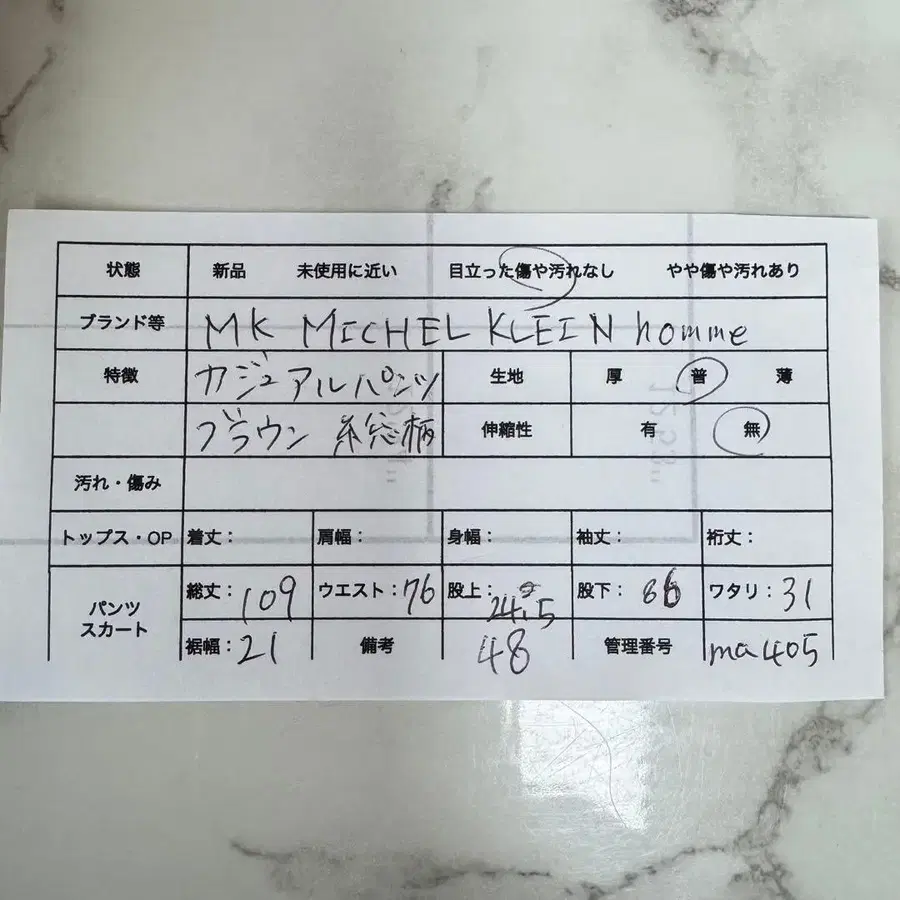 状態 新品 未使用に近い 目立った傷や汚れなし やや傷や汚れあり
ブランド等 MK MICHEL KLEIN homme
特徴 カジュアルパンツ 生地 厚 普 薄
ブラウン系総柄 伸縮性 有 無
汚れ・傷み
トップス・OP 着丈: 肩幅: 身幅: 袖丈: 裄丈:
パンツ
スカート
総丈:109 ウエスト:76 股上:24.5 股下: ワタリ:31
裾幅:21 備考 48 管理番号 ma405